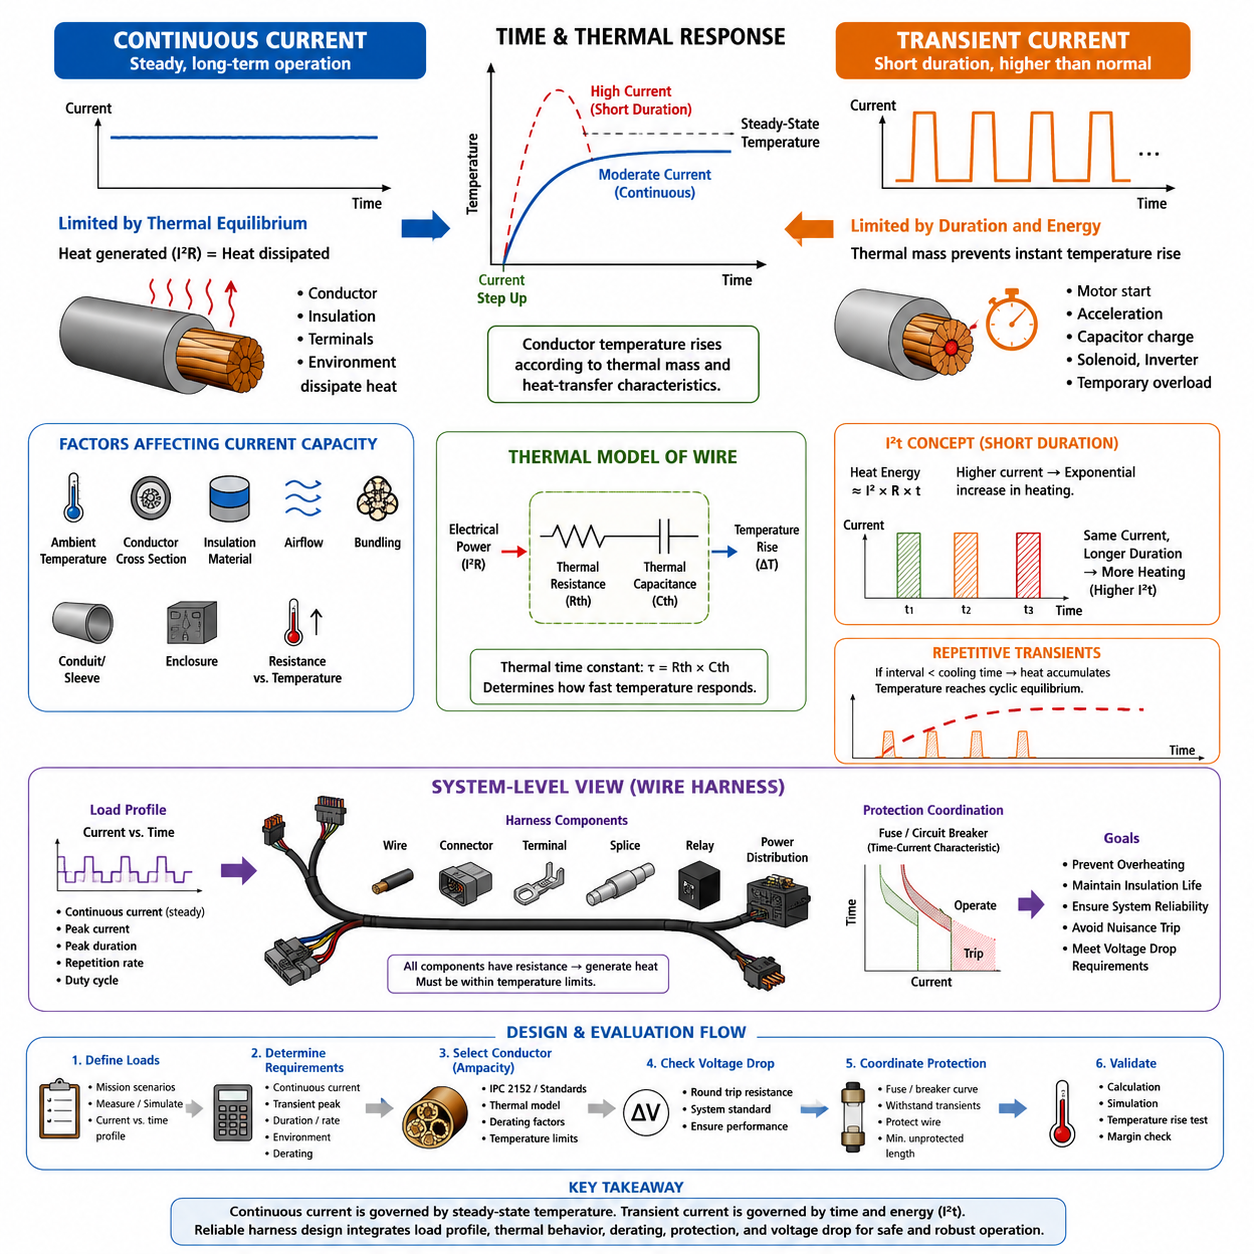 CONTINUOUS CURRENT
Steady, long-term operation
Current
Time
Limited by Thermal Equilibrium
Heat generated (I²R) = Heat dissipated
• Conductor
• Insulation
• Terminals
• Environment
dissipate heat
TIME & THERMAL RESPONSE
Temperature
High Current
(Short Duration)
Steady-State
Temperature
Moderate Current
(Continuous)
Current
Step Up
Time
Conductor temperature rises
according to thermal mass and
heat-transfer characteristics.
TRANSIENT CURRENT
Short duration, higher than normal
Current
...
Time
Limited by Duration and Energy
Thermal mass prevents instant temperature rise
• Motor start
• Acceleration
• Capacitor charge
• Solenoid, Inverter
• Temporary overload
FACTORS AFFECTING CURRENT CAPACITY
Ambient
Temperature
Conductor
Cross Section
Insulation
Material
Airflow
Bundling
Conduit/
Sleeve
Enclosure
Resistance
vs. Temperature
THERMAL MODEL OF WIRE
Electrical
Power
(I²R)
Thermal
Resistance
(Rth)
Thermal
Capacitance
(Cth)
Temperature
Rise
(ΔT)
Thermal time constant: τ = Rth × Cth
Determines how fast temperature responds.
I²t CONCEPT (SHORT DURATION)
Heat Energy
≈ I² × R × t
Higher current → Exponential
increase in heating.
Current
t1
t2
t3
Time
Same Current,
Longer Duration
→ More Heating
(Higher I²t)
REPETITIVE TRANSIENTS
If interval < cooling time → heat accumulates
Temperature reaches cyclic equilibrium.
Time
SYSTEM-LEVEL VIEW (WIRE HARNESS)
Load Profile
Current vs. Time
• Continuous current (steady)
• Peak current
• Peak duration
• Repetition rate
• Duty cycle
Harness Components
Wire
Connector
Terminal
Splice
Relay
Power
Distribution
All components have resistance → generate heat
Must be within temperature limits.
Protection Coordination
Fuse / Circuit Breaker
(Time-Current Characteristic)
Time
Operate
Trip
Current
Goals
• Prevent Overheating
• Maintain Insulation Life
• Ensure System Reliability
• Avoid Nuisance Trip
• Meet Voltage Drop
Requirements
DESIGN & EVALUATION FLOW
1. Define Loads
• Mission scenarios
• Measure / Simulate
• Current vs. time
profile
2. Determine
Requirements
• Continuous current
• Transient peak
• Duration / rate
• Environment
• Derating
3. Select Conductor
(Ampacity)
• IPC 2152 / Standards
• Thermal model
• Derating factors
• Temperature limits
4. Check Voltage Drop
ΔV
• Round trip resistance
• System standard
• Ensure performance
5. Coordinate Protection
• Fuse / breaker curve
• Withstand transients
• Protect wire
• Min. unprotected
length
6. Validate
• Calculation
• Simulation
• Temperature rise test
• Margin check
KEY TAKEAWAY
Continuous current is governed by steady-state temperature. Transient current is governed by time and energy (I²t).
Reliable harness design integrates load profile, thermal behavior, derating, protection, and voltage drop for safe and robust operation.